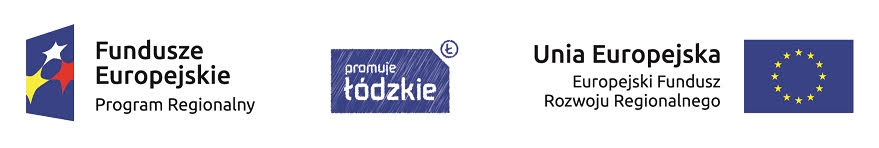 Fundusze
Europejskie
Program Regionalny
promuje
łódzkie
Ł
Unia Europejska
Europejski Fundusz
Rozwoju Regionalnego